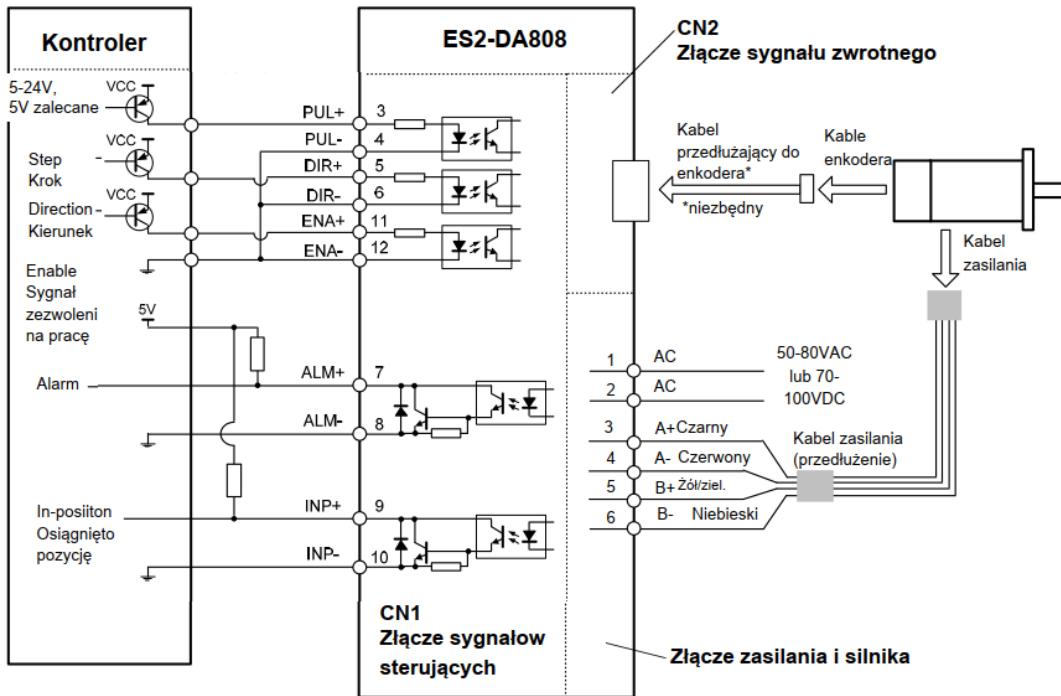 Kontroler
5-24V,
5V zalecane
VCC
VCC
Step
Krok
VCC
Direction
Kierunek
Enable
Sygnał
zezwoleni
na pracę
5V
Alarm
In-posiiton
Osiągnięto
pozycję
ES2-DA808
PUL+ 3
PUL- 4
DIR+ 5
DIR- 6
ENA+ 11
ENA- 12
ALM+ 7
ALM- 8
INP+ 9
INP- 10
CN1
Złącze sygnałow
sterujących
CN2
Złącze sygnału zwrotnego
Kabel
przedłużający do
enkodera*
*niezbędny
Kable
enkodera
Kabel
zasilania
1 AC
2 AC
50-80VAC
lub 70-
100VDC
3 A+ Czarny
4 A- Czerwony
5 B+ Żół/ziel.
6 B- Niebieski
Kabel zasilania
(przedłużenie)
Złącze zasilania i silnika